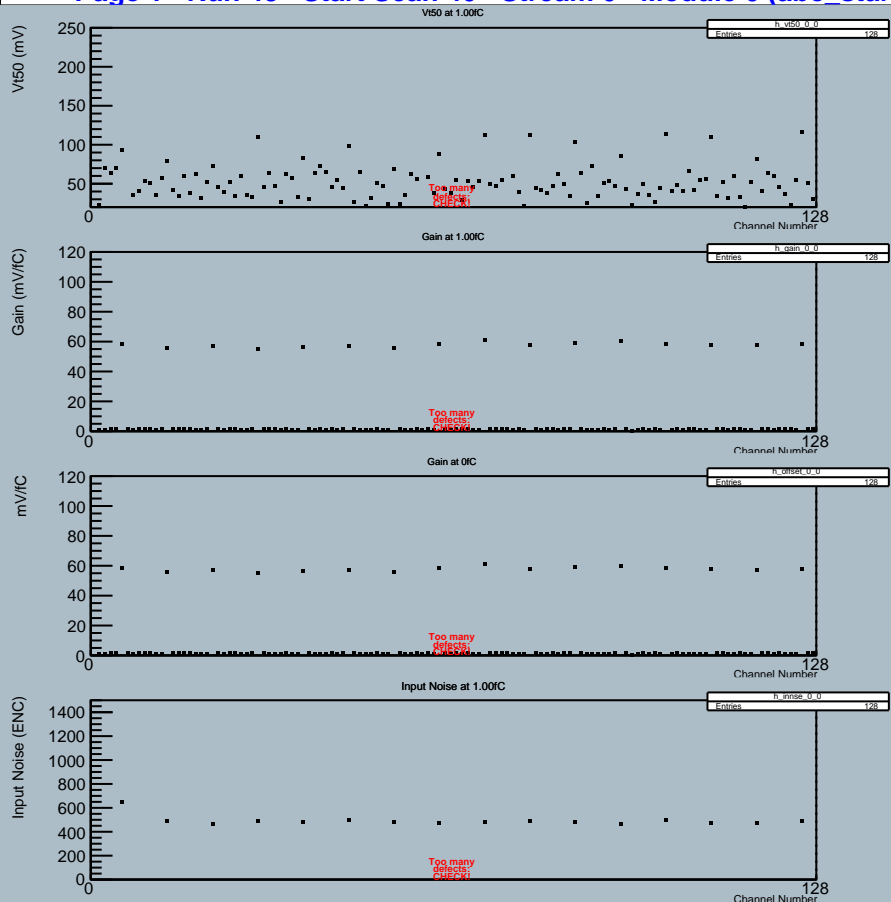 Vt50 at 1.00fC
h_vt50_0_0
Entries 128
Vt50 (mV)
250
200
150
100
50
Too many
defects:
CHECK!
0
128
Channel Number
Gain at 1.00fC
h_gain_0_0
Entries 128
Gain (mV/fC)
120
100
80
60
40
20
0
Too many
defects:
CHECK!
0
128
Channel Number
Gain at 0fC
h_offset_0_0
Entries 128
mV/fC
120
100
80
60
40
20
0
Too many
defects:
CHECK!
0
128
Channel Number
Input Noise at 1.00fC
h_innse_0_0
Entries 128
Input Noise (ENC)
1400
1200
1000
800
600
400
200
0
Too many
defects:
CHECK!
0
128
Channel Number